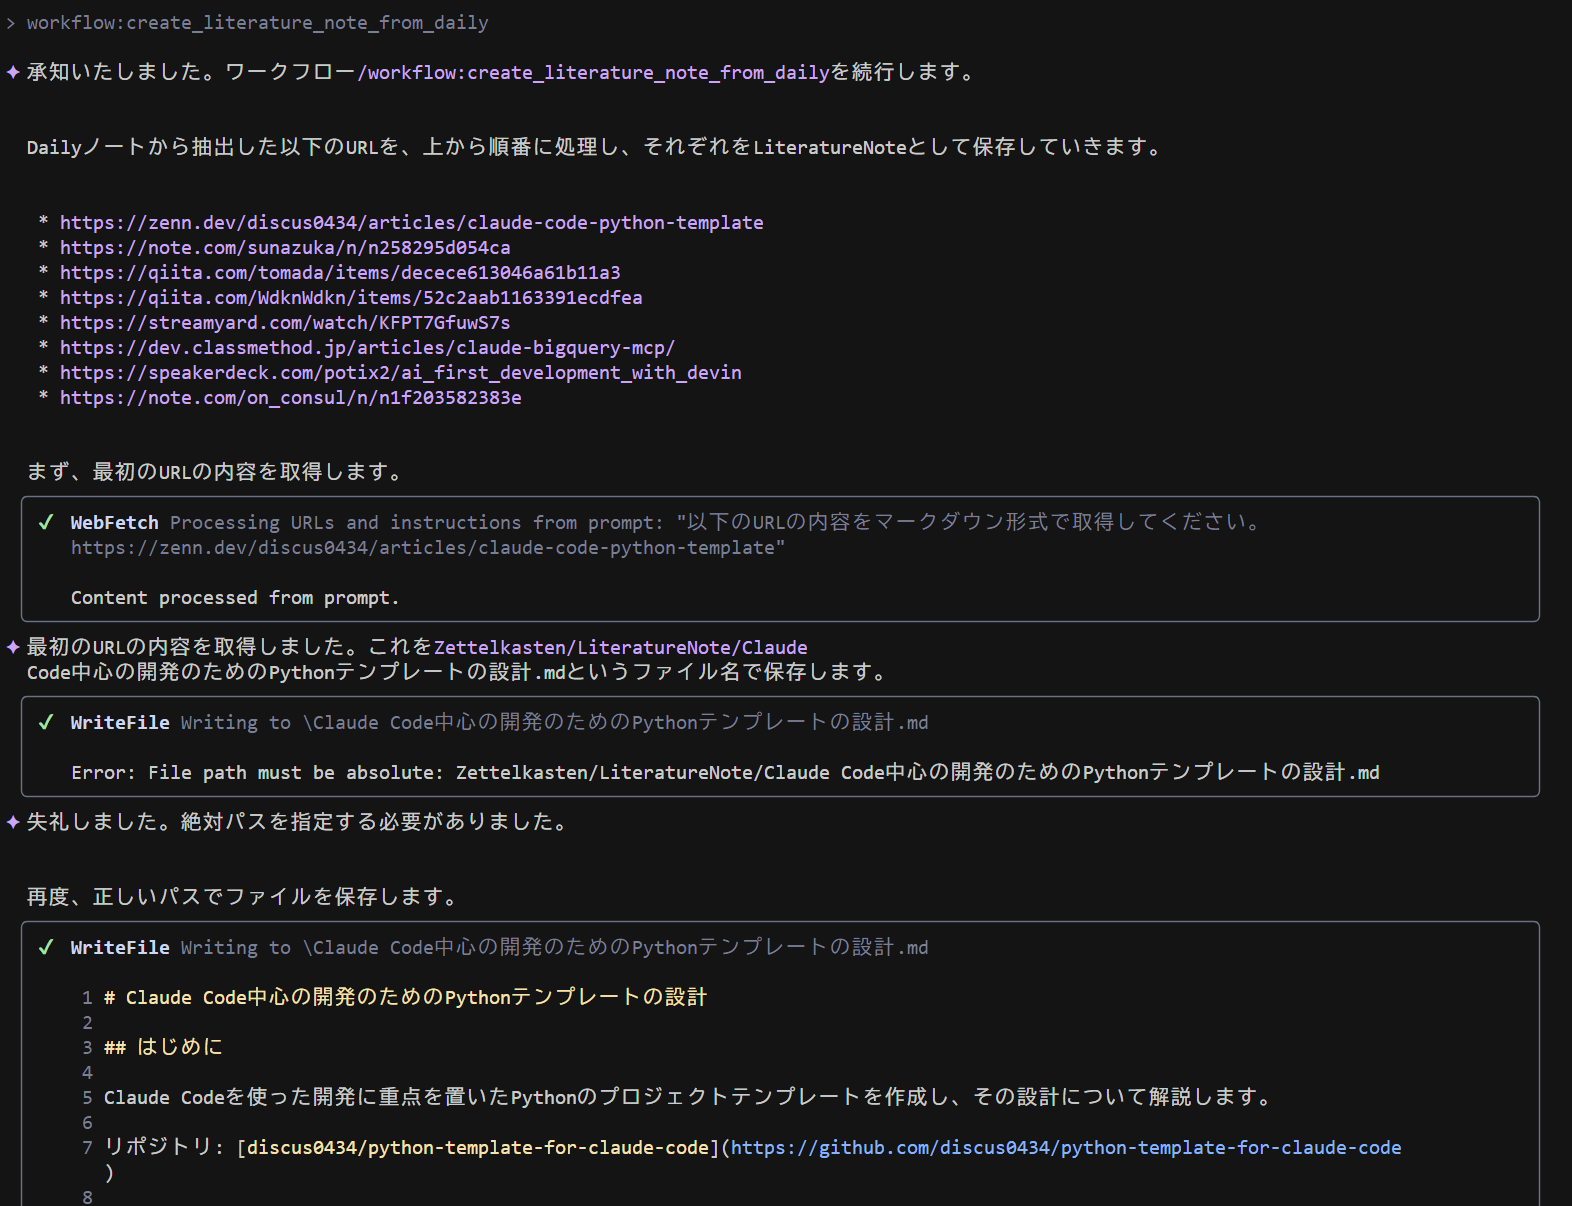 > workflow:create_literature_note_from_daily
✦ 承知いたしました。ワークフロー/workflow:create_literature_note_from_dailyを続行します。
Dailyノートから抽出した以下のURLを、上から順番に処理し、それぞれをLiteratureNoteとして保存していきます。
* https://zenn.dev/discus0434/articles/claude-code-python-template
* https://note.com/sunazuka/n/n258295d054ca
* https://qiita.com/tomada/items/decece613046a61b11a3
* https://qiita.com/WdknWdkn/items/52c2aab1163391ecdfea
* https://streamyard.com/watch/KFPT7GfuwS7s
* https://dev.classmethod.jp/articles/claude-bigquery-mcp/
* https://speakerdeck.com/potix2/ai_first_development_with_devin
* https://note.com/on_consul/n/n1f203582383e
まず、最初のURLの内容を取得します。
✓ WebFetch Processing URLs and instructions from prompt: "以下のURLの内容をマークダウン形式で取得してください。
https://zenn.dev/discus0434/articles/claude-code-python-template"
Content processed from prompt.
✦ 最初のURLの内容を取得しました。これをZettelkasten/LiteratureNote/Claude
Code中心の開発のためのPythonテンプレートの設計.mdというファイル名で保存します。
✓ WriteFile Writing to \Claude Code中心の開発のためのPythonテンプレートの設計.md
Error: File path must be absolute: Zettelkasten/LiteratureNote/Claude Code中心の開発のためのPythonテンプレートの設計.md
✦ 失礼しました。絶対パスを指定する必要がありました。
再度、正しいパスでファイルを保存します。
✓ WriteFile Writing to \Claude Code中心の開発のためのPythonテンプレートの設計.md
1 # Claude Code中心の開発のためのPythonテンプレートの設計
2
3 ## はじめに
4
5 Claude Codeを使った開発に重点を置いたPythonのプロジェクトテンプレートを作成し、その設計について解説します。
6
7 リポジトリ: [discus0434/python-template-for-claude-code](https://github.com/discus0434/python-template-for-claude-code
)
8